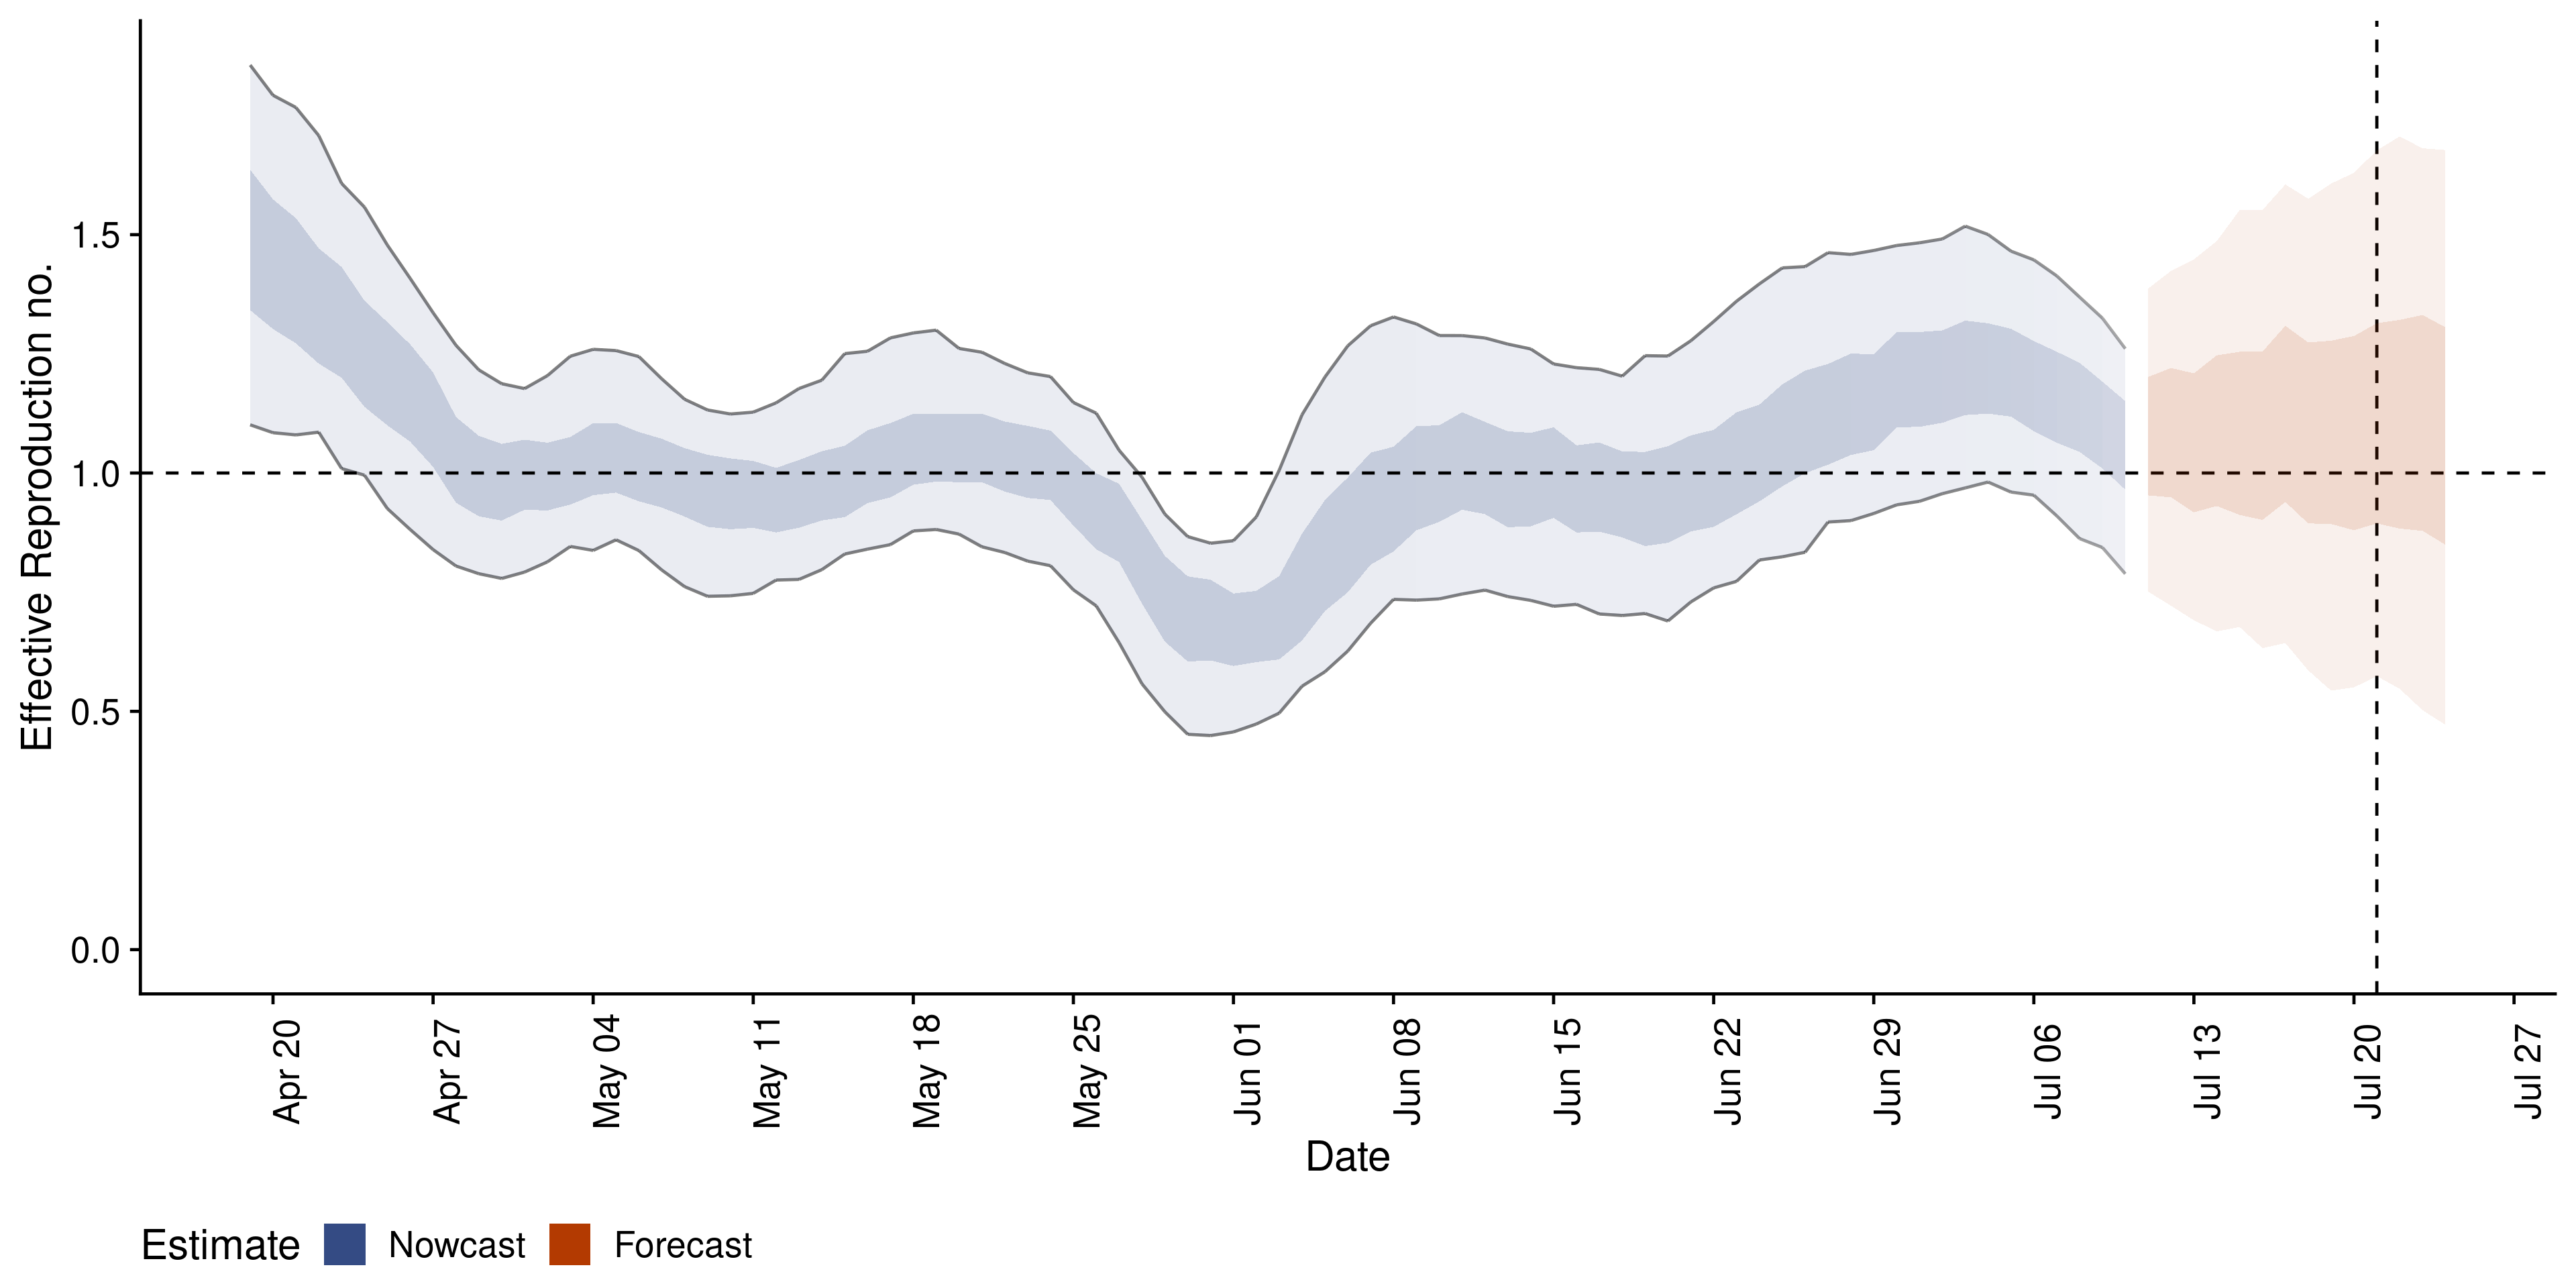 Effective Reproduction no.
1.5
1.0
0.5
0.0
Apr 20
Apr 27
May 04
May 11
May 18
May 25
Jun 01
Jun 08
Jun 15
Jun 22
Jun 29
Jul 06
Jul 13
Jul 20
Jul 27
Date
Estimate Nowcast Forecast